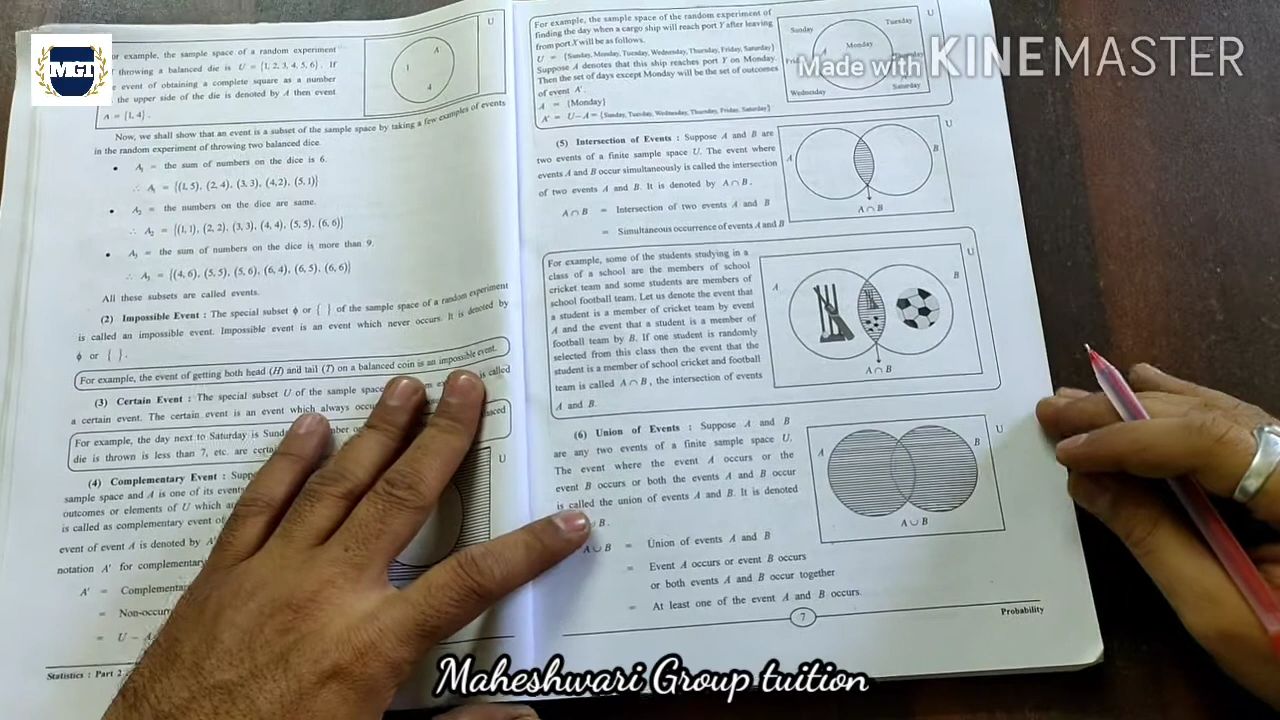 MGI
Made with KINEMASTER
or example, the sample space of a random experiment
throwing a balanced die is U = {1, 2, 3, 4, 5, 6} . If
event of obtaining complete square as a number
the upper side of the die is denoted by A then event
A = {1, 4} .
U
A
1
4
Now, we shall show that an event is a subset of the sample space by taking a few examples of events
in the random experiment of throwing two balanced dice.
• A₁ = the sum of numbers on the dice is 6.
∴ A₁ = {(1, 5), (2, 4), (3, 3), (4, 2), (5, 1)}
• A₂ = the numbers on the dice are same.
∴ A₂ = {(1, 1), (2, 2), (3, 3), (4, 4), (5, 5), (6, 6)}
• A₃ = the sum of numbers on the dice is more than 9.
∴ A₃ = {(4, 6), (5, 5), (5, 6), (6, 4), (6, 5), (6, 6)}
All these subsets are called events.
(2) Impossible Event : The special subset ϕ or { } of the sample space of a random experiment
is called an impossible event. Impossible event is an event which never occurs. It is denoted by
ϕ or { }.
For example, the event of getting both head (H) and tail (T) on a balanced coin is an impossible event.
(3) Certain Event : The special subset U of the sample space is called
a certain event. The certain event is an event which always occu
For example, the day next to Saturday is Sund
die is thrown is less than 7, etc. are certa
(4) Complementary Event : Supp
sample space and A is one of its events
outcomes or elements of U which ar
is called as complementary event of
event of event A is denoted by A'
notation A' for complementary
A' = Complementa
= Non-occur
= U − A
U
Statistics : Part 2
For example, the sample space of the random experiment of
finding the day when a cargo ship will reach port Y after leaving
from port X will be as follows.
U = {Sunday, Monday, Tuesday, Wednesday, Thursday, Friday, Saturday}
Suppose A denotes that this ship reaches port Y on Monday.
Then the set of days except Monday will be the set of outcomes
of event A'.
A = {Monday}
A' = U − A = {Sunday, Tuesday, Wednesday, Thursday, Friday, Saturday}
U
Sunday
Tuesday
Monday
Thursday
Wednesday
Saturday
(5) Intersection of Events : Suppose A and B are
two events of a finite sample space U. The event where
events A and B occur simultaneously is called the intersection
of two events A and B. It is denoted by A ∩ B .
A ∩ B = Intersection of two events A and B
= Simultaneous occurrence of events A and B
U
A
B
A ∩ B
For example, some of the students studying in a
class of a school are the members of school
cricket team and some students are members of
school football team. Let us denote the event that
a student is a member of cricket team by event
A and the event that a student is a member of
football team by B. If one student is randomly
selected from this class then the event that the
student is a member of school cricket and football
team is called A ∩ B , the intersection of events
A and B.
U
A
B
A ∩ B
(6) Union of Events : Suppose A and B
are any two events of a finite sample space U.
The event where the event A occurs or the
event B occurs or both the events A and B occur
is called the union of events A and B. It is denoted
∪ B .
A ∪ B = Union of events A and B
= Event A occurs or event B occurs
or both events A and B occur together
= At least one of the event A and B occurs.
U
A
B
A ∪ B
7
Probability
Maheshwari Group tuition